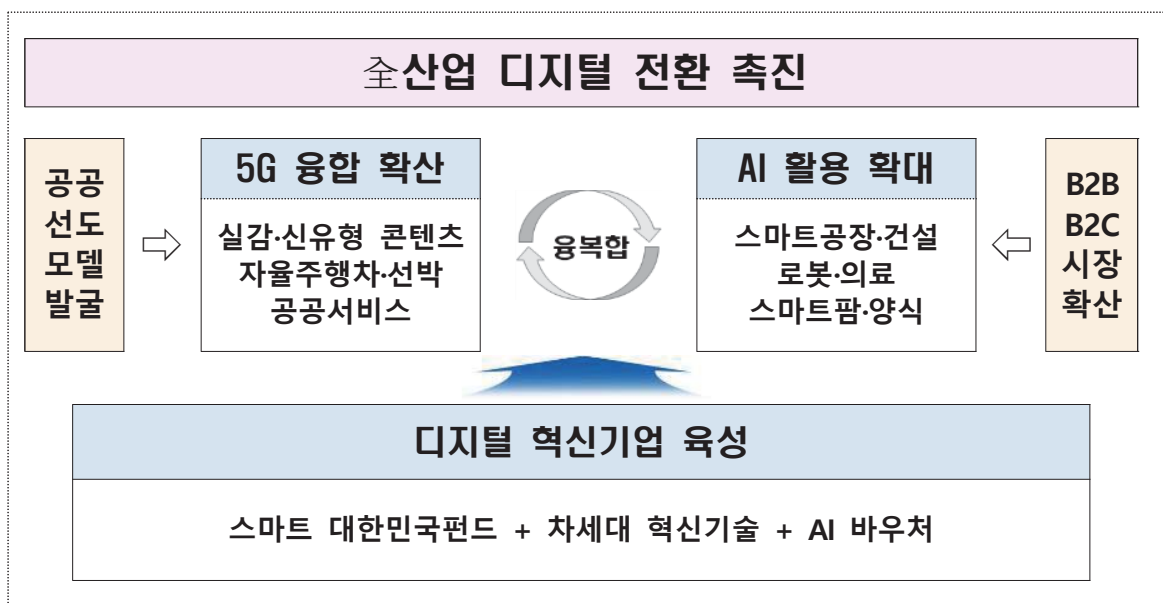 全산업 디지털 전환 촉진
공공
선도
모델
발굴
5G 융합 확산
실감·신유형 콘텐츠
자율주행차·선박
공공서비스
융복합
AI 활용 확대
스마트공장·건설
로봇·의료
스마트팜·양식
B2B
B2C
시장
확산
디지털 혁신기업 육성
스마트 대한민국펀드 + 차세대 혁신기술 + AI 바우처